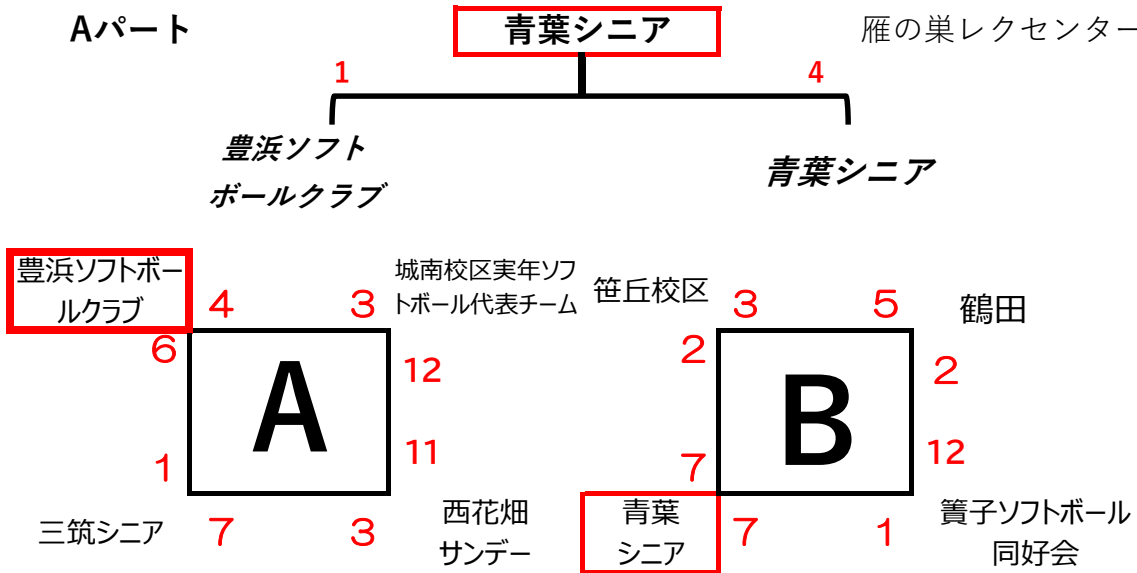 Aパート
青葉シニア
雁の巣レクセンター
1
4
豊浜ソフト
ボールクラブ
青葉シニア
豊浜ソフトボー
ルクラブ
4
3
城南校区実年ソフ
トボール代表チーム
笹丘校区
3
5
鶴田
6
12
2
2
A
B
1
11
7
12
三筑シニア
7
3
西花畑
サンデー
青葉
シニア
7
1
簀子ソフトボール
同好会